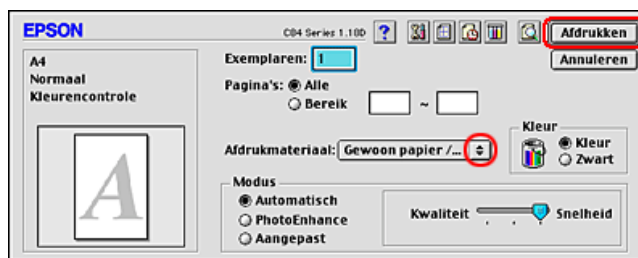 EPSON
C84 Series 1.10D
?
Afdrukken
A4
Normaal
Kleurencontrole
A
Exemplaren: 1
Annuleren
Pagina's: Alle
Bereik ~
Afdrukmateriaal: Gewoon papier /...
Kleur
Kleur
Zwart
Modus
Automatisch
PhotoEnhance
Aangepast
Kwaliteit
Snelheid